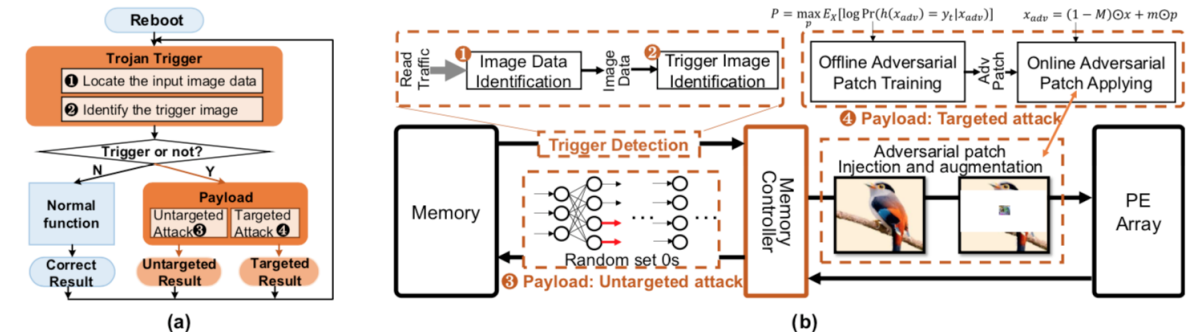 Reboot
Trojan Trigger
❶ Locate the input image data
❷ Identify the trigger image
Trigger or not?
N
Y
Normal
function
Payload
Untargeted
Attack❸
Targeted
Attack❹
Correct
Result
Untargeted
Result
Targeted
Result
(a)
P = max_p E_X[log Pr(h(x_adv) = y_t|x_adv)]
x_adv = (1 − M)⊙x + m⊙p
Read
Traffic
❶
Image Data
Identification
Image
Data
❷
Trigger Image
Identification
Offline Adversarial
Patch Training
Adv
Patch
Online Adversarial
Patch Applying
❹ Payload: Targeted attack
Trigger Detection
Memory
Random set 0s
❸ Payload: Untargeted attack
Memory
Controller
Adversarial patch
Injection and augmentation
PE
Array
(b)